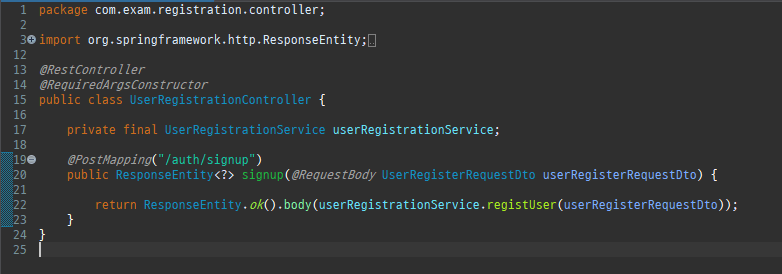 1 package com.exam.registration.controller;
2
3 import org.springframework.http.ResponseEntity;
12
13 @RestController
14 @RequiredArgsConstructor
15 public class UserRegistrationController {
16
17     private final UserRegistrationService userRegistrationService;
18
19     @PostMapping("/auth/signup")
20     public ResponseEntity<?> signup(@RequestBody UserRegisterRequestDto userRegisterRequestDto) {
21
22         return ResponseEntity.ok().body(userRegistrationService.registUser(userRegisterRequestDto));
23     }
24 }
25